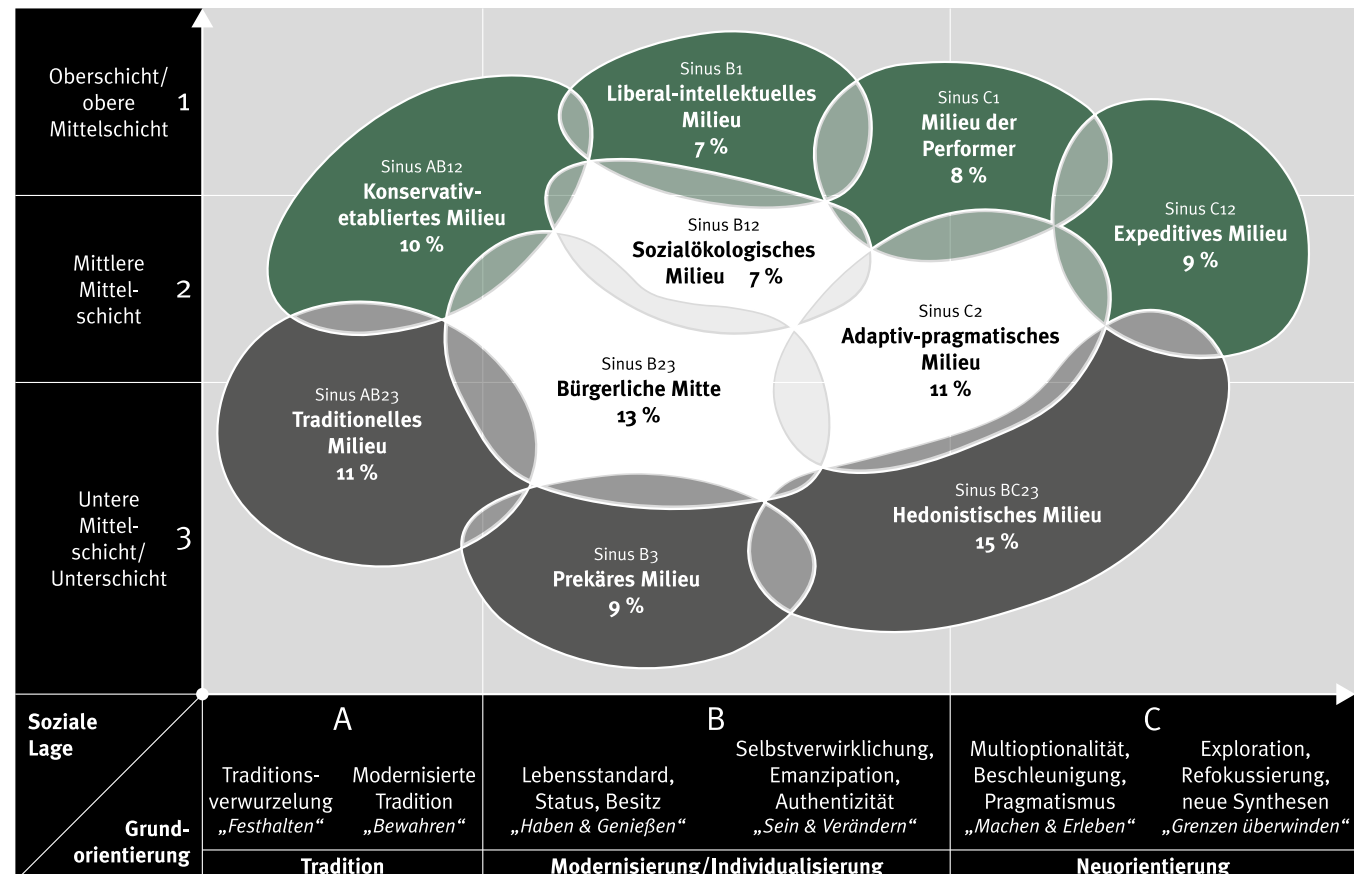 Oberschicht/
obere 1
Mittelschicht
Mittlere
Mittel- 2
schicht
Untere
Mittel- 3
schicht/
Unterschicht
Sinus B1
Liberal-intellektuelles
Milieu
7 %
Sinus C1
Milieu der
Performer
8 %
Sinus AB12
Konservativ-
etabliertes Milieu
10 %
Sinus B12
Sozialökologisches
Milieu 7 %
Sinus C12
Expeditives Milieu
9 %
Sinus C2
Adaptiv-pragmatisches
Milieu
11 %
Sinus B23
Bürgerliche Mitte
13 %
Sinus AB23
Traditionelles
Milieu
11 %
Sinus BC23
Hedonistisches Milieu
15 %
Sinus B3
Prekäres Milieu
9 %
Soziale
Lage
Grund-
orientierung
A
Traditions-
verwurzelung
„Festhalten“
Modernisierte
Tradition
„Bewahren“
Tradition
B
Lebensstandard,
Status, Besitz
„Haben & Genießen“
Selbstverwirklichung,
Emanzipation,
Authentizität
„Sein & Verändern“
Modernisierung/Individualisierung
C
Multioptionalität,
Beschleunigung,
Pragmatismus
„Machen & Erleben“
Exploration,
Refokussierung,
neue Synthesen
„Grenzen überwinden“
Neuorientierung